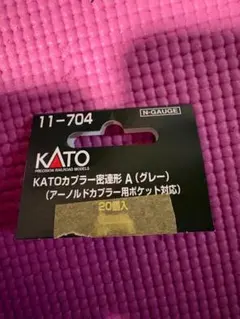 N-GAUGE
11-704
KATO
PRECISION RAILROAD MODELS
KATOカプラー密連形 A(グレー)
(アーノルドカプラー用ポケット対応)
20個入